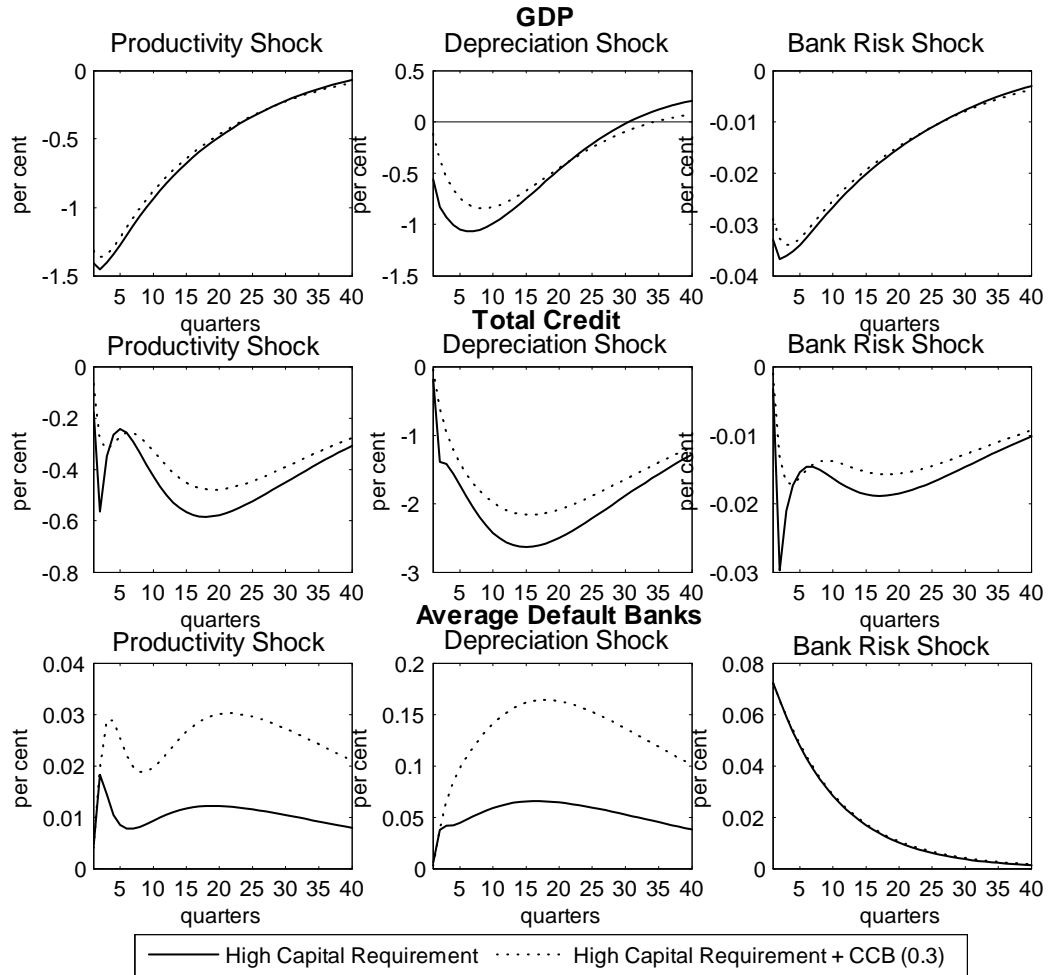 GDP
Productivity Shock Depreciation Shock Bank Risk Shock
0 0.5 0
-0.5 0 -0.01
-1 -0.5 -0.02
-1.5 -1 -0.03
-1.5 -0.04
per cent per cent per cent
5 10 15 20 25 30 35 40 5 10 15 20 25 30 35 40 5 10 15 20 25 30 35 40
quarters
Total Credit
Productivity Shock Depreciation Shock Bank Risk Shock
0 0 0
-0.2 -1 -0.01
-0.4 -2 -0.02
-0.6 -3 -0.03
-0.8
per cent per cent per cent
5 10 15 20 25 30 35 40 5 10 15 20 25 30 35 40 5 10 15 20 25 30 35 40
quarters
Average Default Banks
Productivity Shock Depreciation Shock Bank Risk Shock
0.04 0.2 0.08
0.03 0.15 0.06
0.02 0.1 0.04
0.01 0.05 0.02
0 0 0
per cent per cent per cent
5 10 15 20 25 30 35 40 5 10 15 20 25 30 35 40 5 10 15 20 25 30 35 40
quarters quarters quarters
High Capital Requirement High Capital Requirement + CCB (0.3)